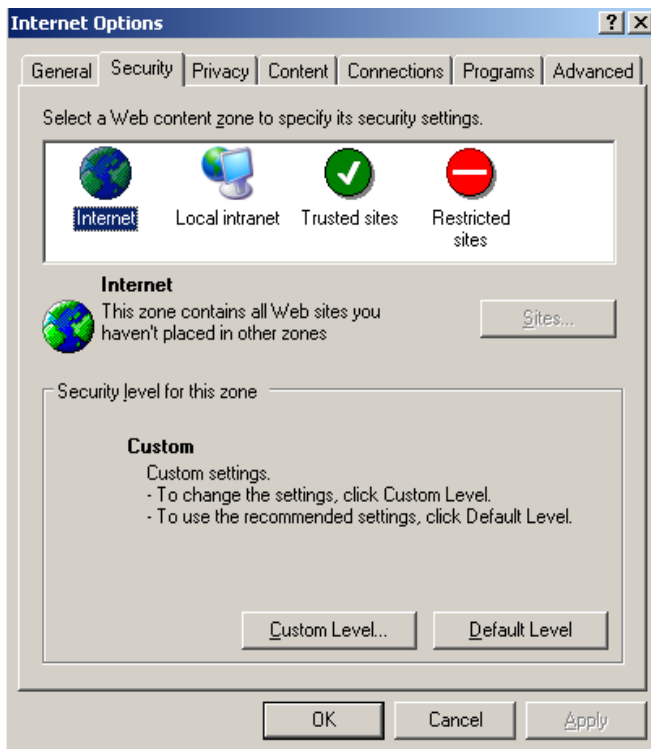 Internet Options
General Security Privacy Content Connections Programs Advanced
Select a Web content zone to specify its security settings.
Internet Local intranet Trusted sites Restricted
sites
Internet
This zone contains all Web sites you
haven't placed in other zones
Sites...
Security level for this zone
Custom
Custom settings.
- To change the settings, click Custom Level.
- To use the recommended settings, click Default Level.
Custom Level... Default Level
OK Cancel Apply